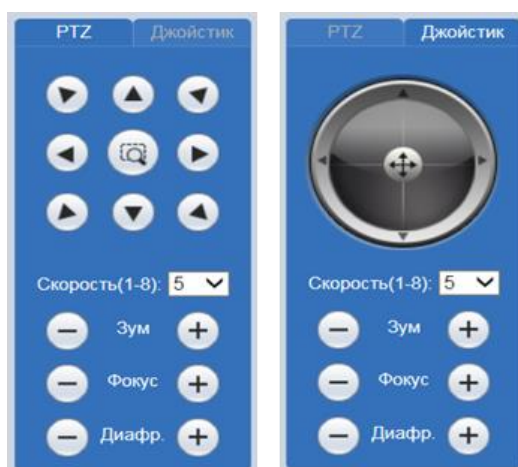 PTZ Джойстик
Скорость(1-8): 5
Зум
Фокус
Диафр.
PTZ Джойстик
Скорость(1-8): 5
Зум
Фокус
Диафр.